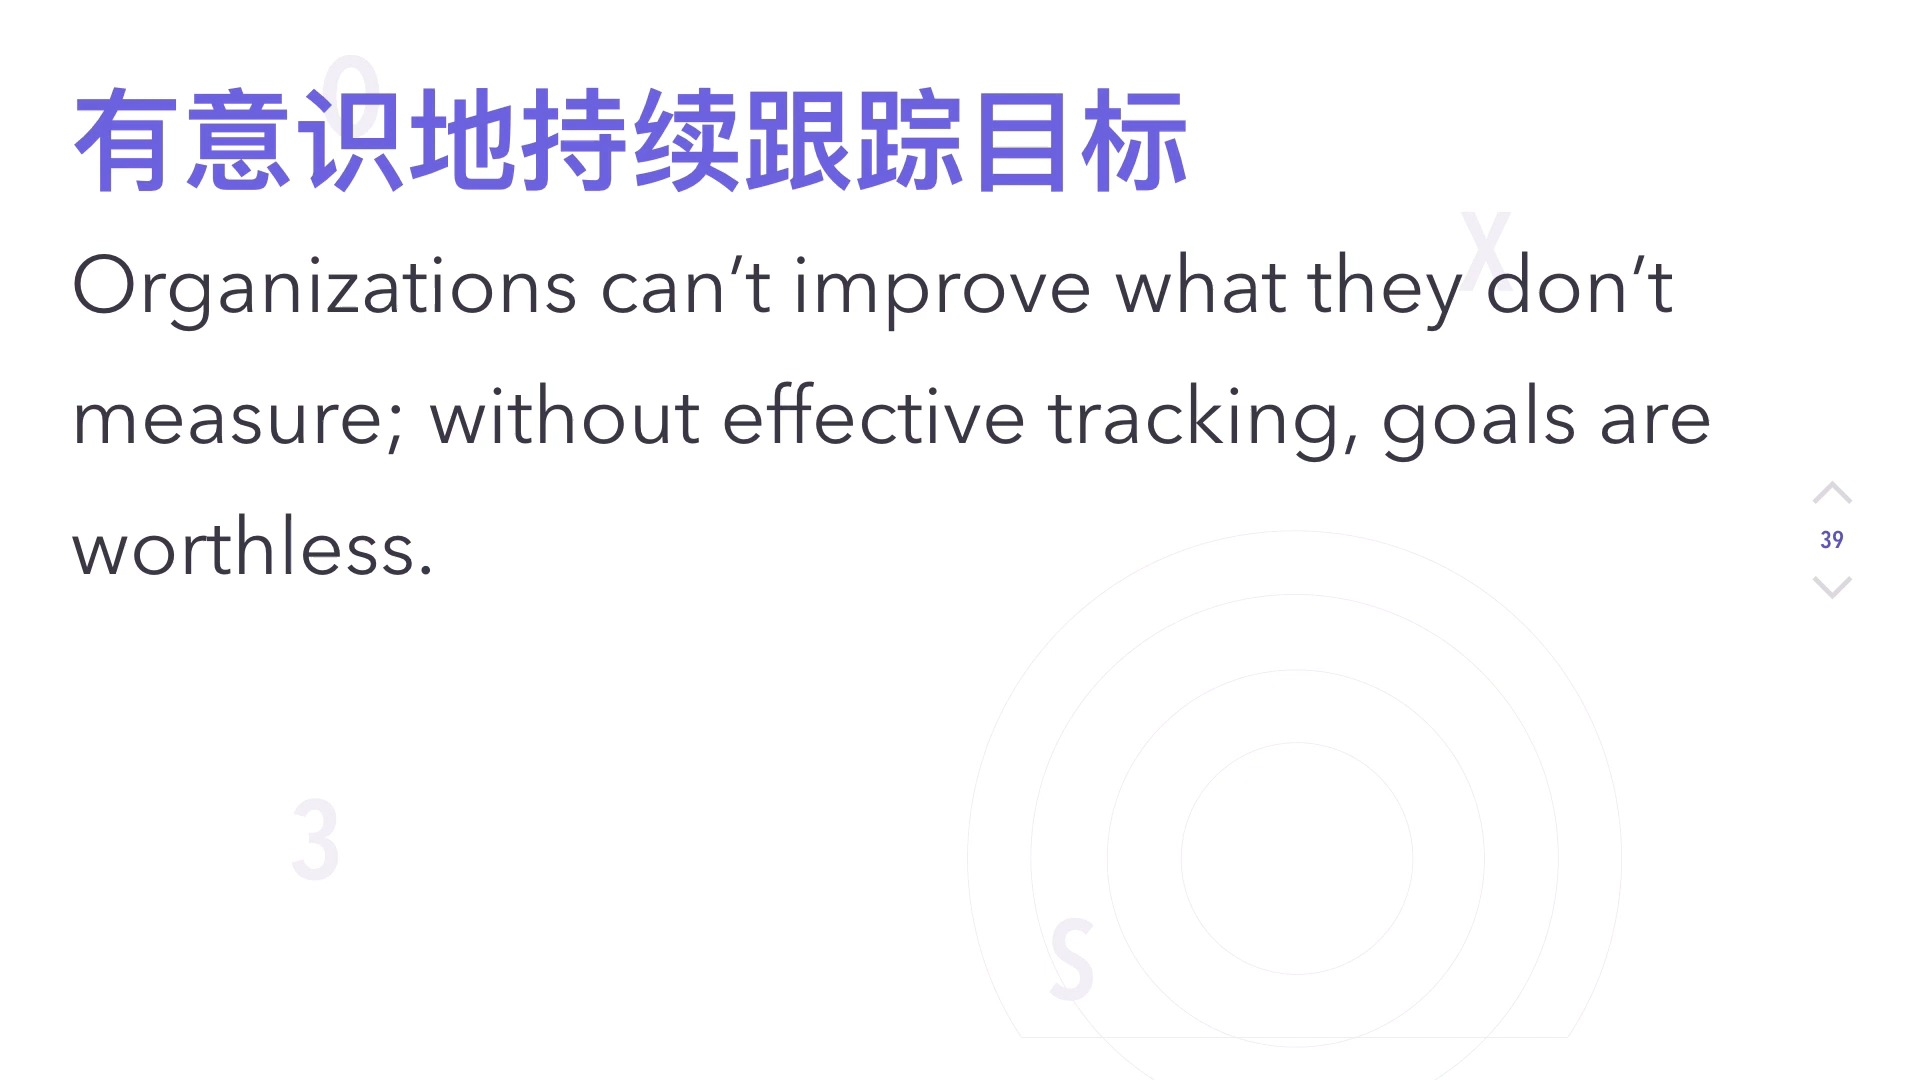 O
有意识地持续跟踪目标
X
Organizations can’t improve what they don’t
measure; without effective tracking, goals are
worthless.
39
3
S